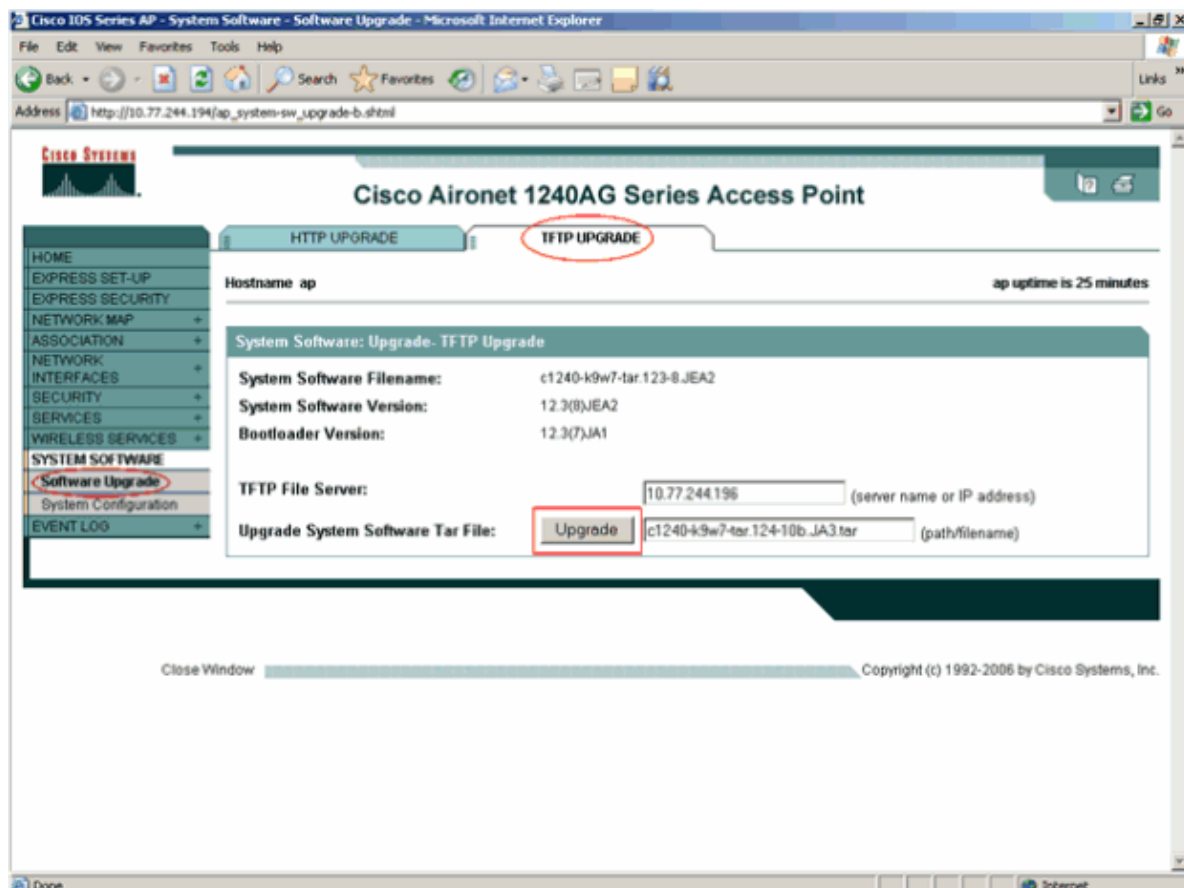 Cisco IOS Series AP - System Software - Software Upgrade - Microsoft Internet Explorer
File Edit View Favorites Tools Help
Back Search Favorites Links »
Address http://10.77.244.194/ap_system-sw_upgrade-b.shtml Go
CISCO SYSTEMS
Cisco Aironet 1240AG Series Access Point
HTTP UPGRADE TFTP UPGRADE
HOME
EXPRESS SET-UP
EXPRESS SECURITY
NETWORK MAP +
ASSOCIATION +
NETWORK
INTERFACES +
SECURITY +
SERVICES +
WIRELESS SERVICES +
SYSTEM SOFTWARE
Software Upgrade
System Configuration
EVENT LOG +
Hostname ap ap uptime is 25 minutes
System Software: Upgrade- TFTP Upgrade
System Software Filename: c1240-k9w7-tar.123-8.JEA2
System Software Version: 12.3(8)JEA2
Bootloader Version: 12.3(7)JA1
TFTP File Server: 10.77.244.196 (server name or IP address)
Upgrade System Software Tar File: Upgrade c1240-k9w7-tar.124-10b.JA3.tar (path/filename)
Close Window Copyright (c) 1992-2006 by Cisco Systems, Inc.
Done Internet